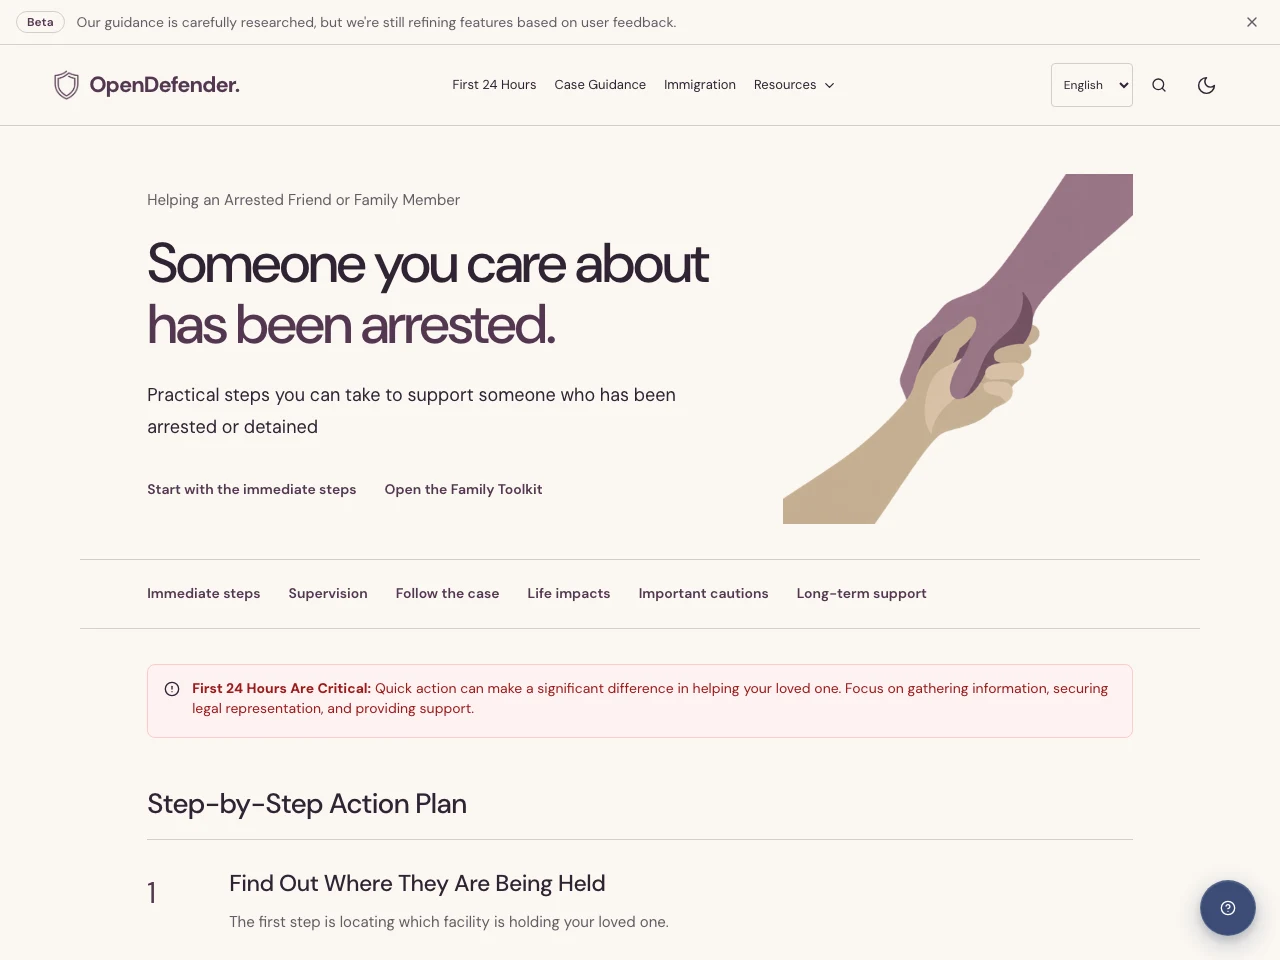 Beta
Our guidance is carefully researched, but we're still refining features based on user feedback.
OpenDefender.
First 24 Hours
Case Guidance
Immigration
Resources
English
Helping an Arrested Friend or Family Member
Someone you care about
has been arrested.
Practical steps you can take to support someone who has been
arrested or detained
Start with the immediate steps
Open the Family Toolkit
Immediate steps
Supervision
Follow the case
Life impacts
Important cautions
Long-term support
First 24 Hours Are Critical: Quick action can make a significant difference in helping your loved one. Focus on gathering information, securing
legal representation, and providing support.
Step-by-Step Action Plan
1
Find Out Where They Are Being Held
The first step is locating which facility is holding your loved one.